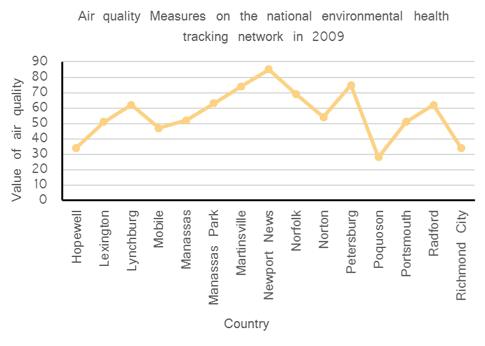 Air quality Measures on the national environmental health
tracking network in 2009
Value of air quality
90
80
70
60
50
40
30
20
10
0
Hopewell
Lexington
Lynchburg
Mobile
Manassas
Manassas Park
Martinsville
Newport News
Norfolk
Norton
Petersburg
Poquoson
Portsmouth
Radford
Richmond City
Country